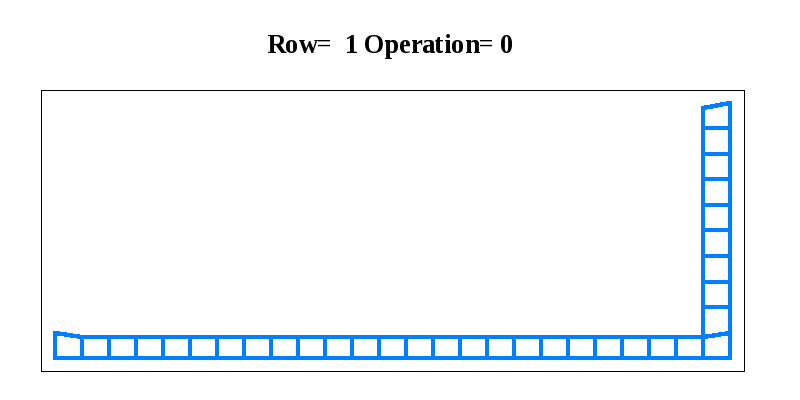 Row=  1 Operation= 0